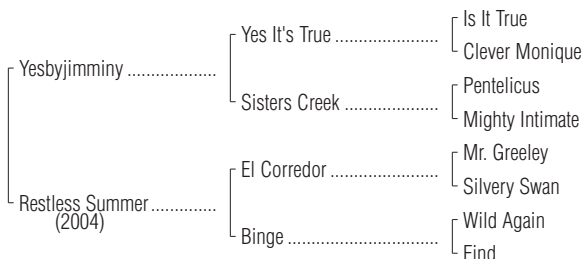 Is It True
Yes It's True ......................
Clever Monique
Yesbyjimminy ...................
Pentelicus
Sisters Creek ....................
Mighty Intimate
Mr. Greeley
El Corredor .......................
Silvery Swan
Restless Summer ..............
(2004)
Wild Again
Binge ................................
Find